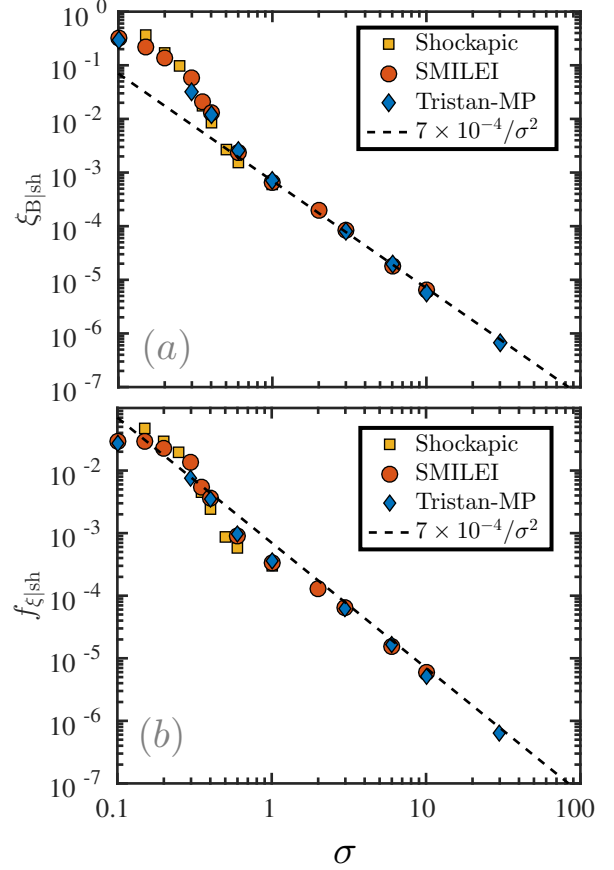 10 ^0
10 ^-1
10 ^-2
10 ^-3
10 ^-4
10 ^-5
10 ^-6
10 ^-7
ξ_B|sh
Shockapic
SMILEI
Tristan-MP
7 × 10^-4/σ^2
(a)
10 ^-2
10 ^-3
10 ^-4
10 ^-5
10 ^-6
10 ^-7
f_ξ|sh
Shockapic
SMILEI
Tristan-MP
7 × 10^-4/σ^2
(b)
0.1 1 10 100
σ